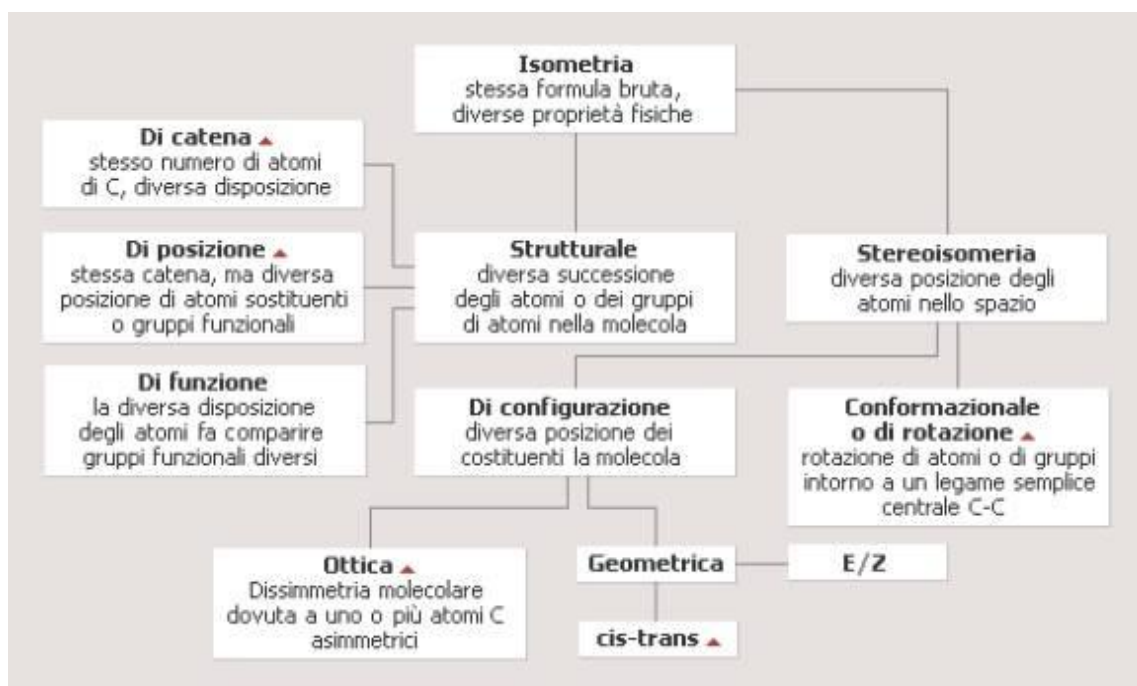 Isometria
stessa formula bruta,
diverse proprietà fisiche
Di catena
stesso numero di atomi
di C, diversa disposizione
Di posizione
stessa catena, ma diversa
posizione di atomi sostituenti
o gruppi funzionali
Di funzione
la diversa disposizione
degli atomi fa comparire
gruppi funzionali diversi
Strutturale
diversa successione
degli atomi o dei gruppi
di atomi nella molecola
Stereoisomeria
diversa posizione degli
atomi nello spazio
Di configurazione
diversa posizione dei
costituenti la molecola
Conformazionale
o di rotazione
rotazione di atomi o di gruppi
intorno a un legame semplice
centrale C-C
Ottica
Dissimmetria molecolare
dovuta a uno o più atomi C
asimmetrici
Geometrica
E/Z
cis-trans